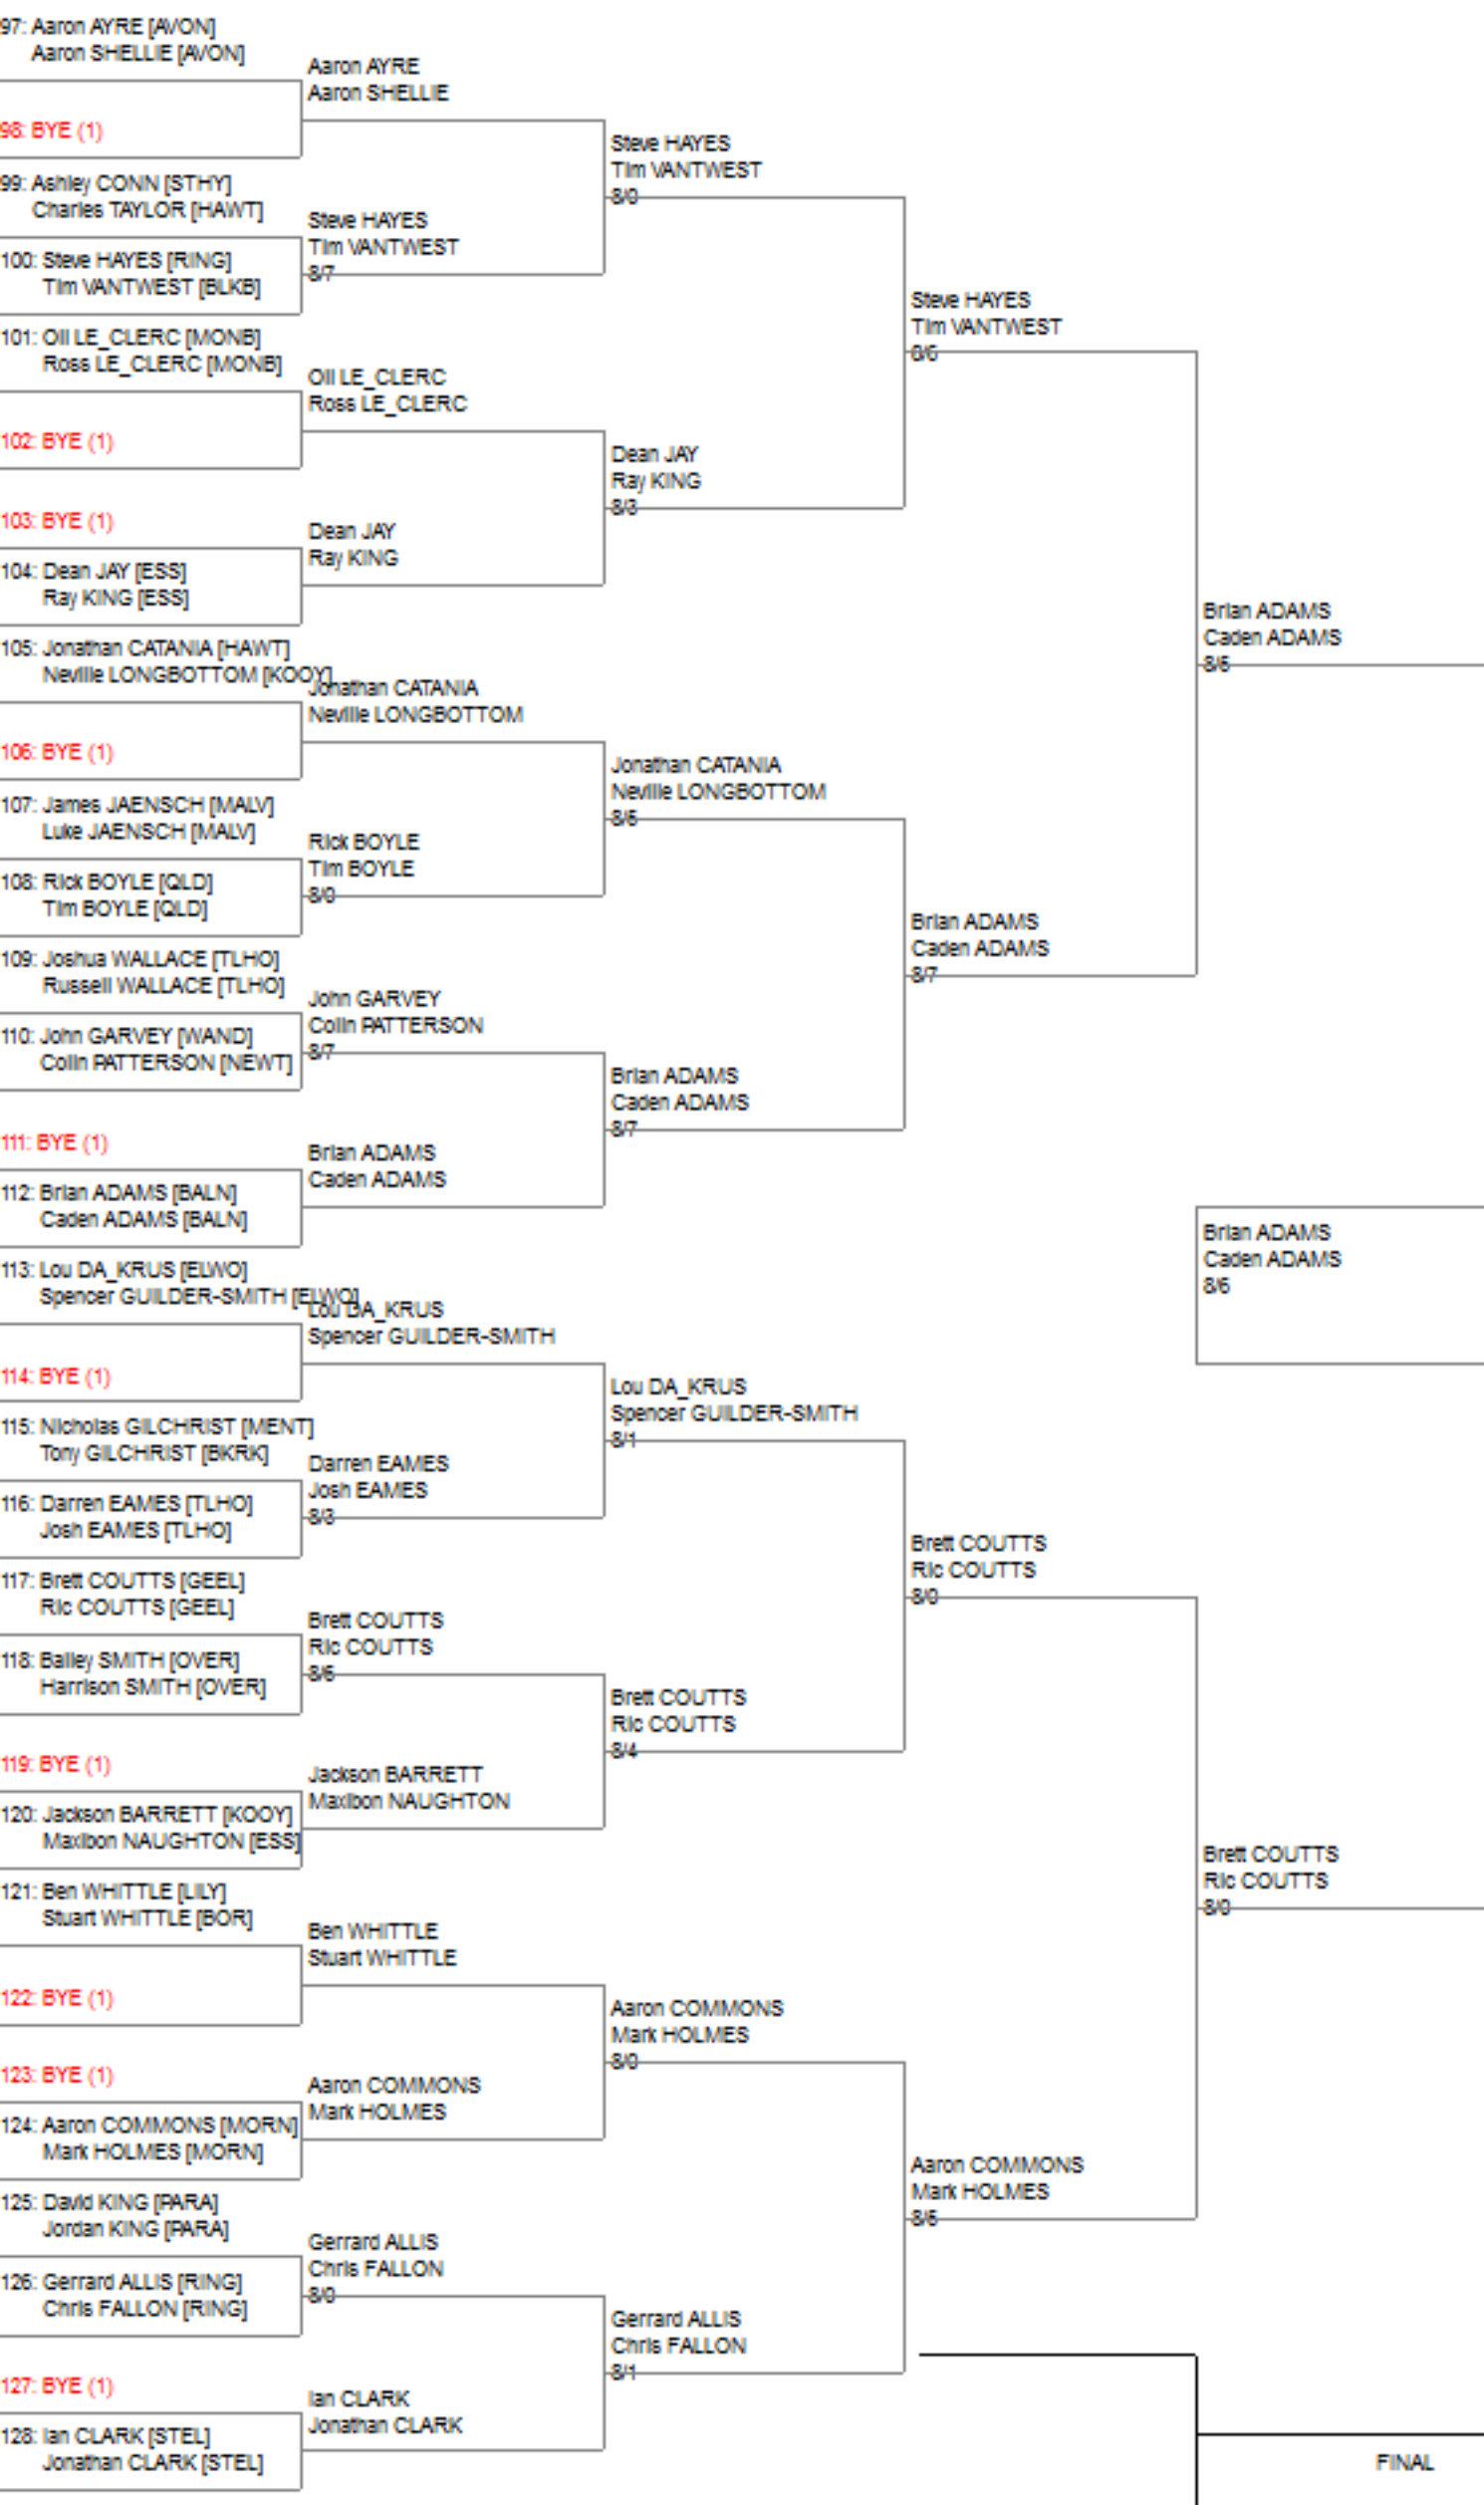 97: Aaron AYRE [AVON]
Aaron SHELLIE [AVON]
98: BYE (1)
99: Ashley CONN [STHY]
Charles TAYLOR [HAWT]
100: Steve HAYES [RING]
Tim VANTWEST [BLKB]
101: Oli LE_CLERC [MONB]
Ross LE_CLERC [MONB]
102: BYE (1)
103: BYE (1)
104: Dean JAY [ESS]
Ray KING [ESS]
105: Jonathan CATANIA [HAWT]
Neville LONGBOTTOM [KOOY]
106: BYE (1)
107: James JAENSCH [MALV]
Luke JAENSCH [MALV]
108: Rick BOYLE [QLD]
Tim BOYLE [QLD]
109: Joshua WALLACE [TLHO]
Russell WALLACE [TLHO]
110: John GARVEY [WAND]
Colin PATTERSON [NEWT]
111: BYE (1)
112: Brian ADAMS [BALN]
Caden ADAMS [BALN]
113: Lou DA_KRUS [ELWO]
Spencer GUILDER-SMITH [ELWO]
114: BYE (1)
115: Nicholas GILCHRIST [MENT]
Tony GILCHRIST [BKRK]
116: Darren EAMES [TLHO]
Josh EAMES [TLHO]
117: Brett COUTTS [GEEL]
Ric COUTTS [GEEL]
118: Bailey SMITH [OVER]
Harrison SMITH [OVER]
119: BYE (1)
120: Jackson BARRETT [KOOY]
Maxibon NAUGHTON [ESS]
121: Ben WHITTLE [LILY]
Stuart WHITTLE [BOR]
122: BYE (1)
123: BYE (1)
124: Aaron COMMONS [MORN]
Mark HOLMES [MORN]
125: David KING [PARA]
Jordan KING [PARA]
126: Gerrard ALLIS [RING]
Chris FALLON [RING]
127: BYE (1)
128: Ian CLARK [STEL]
Jonathan CLARK [STEL]
Aaron AYRE
Aaron SHELLIE
Steve HAYES
Tim VANTWEST
8/7
Oli LE_CLERC
Ross LE_CLERC
Dean JAY
Ray KING
Jonathan CATANIA
Neville LONGBOTTOM
Rick BOYLE
Tim BOYLE
8/0
John GARVEY
Colin PATTERSON
8/7
Brian ADAMS
Caden ADAMS
Lou DA_KRUS
Spencer GUILDER-SMITH
Darren EAMES
Josh EAMES
8/3
Brett COUTTS
Ric COUTTS
Jackson BARRETT
Maxibon NAUGHTON
Ben WHITTLE
Stuart WHITTLE
Aaron COMMONS
Mark HOLMES
Gerrard ALLIS
Chris FALLON
8/0
Ian CLARK
Jonathan CLARK
Steve HAYES
Tim VANTWEST
8/0
Dean JAY
Ray KING
8/3
Jonathan CATANIA
Neville LONGBOTTOM
Brian ADAMS
Caden ADAMS
8/7
Lou DA_KRUS
Spencer GUILDER-SMITH
8/1
Brett COUTTS
Ric COUTTS
8/4
Aaron COMMONS
Mark HOLMES
8/0
Gerrard ALLIS
Chris FALLON
8/1
Steve HAYES
Tim VANTWEST
Brian ADAMS
Caden ADAMS
8/7
Brett COUTTS
Ric COUTTS
8/0
Aaron COMMONS
Mark HOLMES
Brian ADAMS
Caden ADAMS
Brian ADAMS
Caden ADAMS
8/6
Brett COUTTS
Ric COUTTS
8/0
FINAL